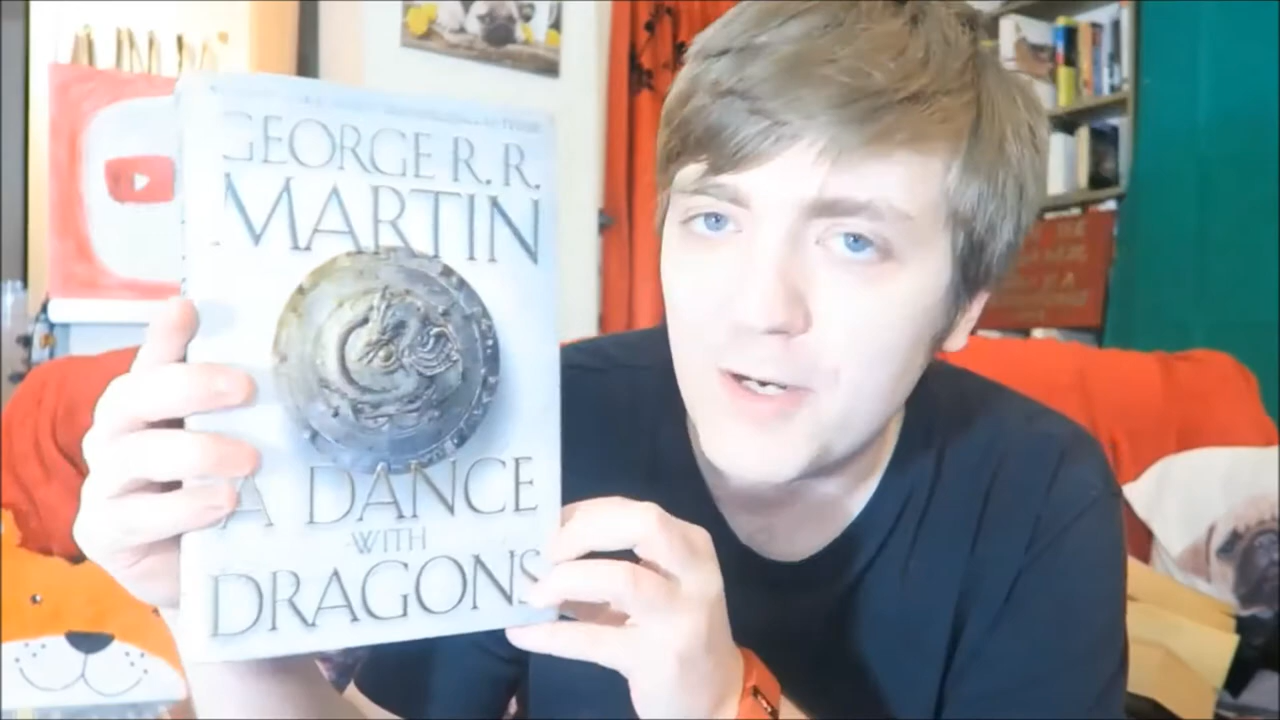 GEORGE R. R.
MARTIN
A DANCE
WITH
DRAGONS